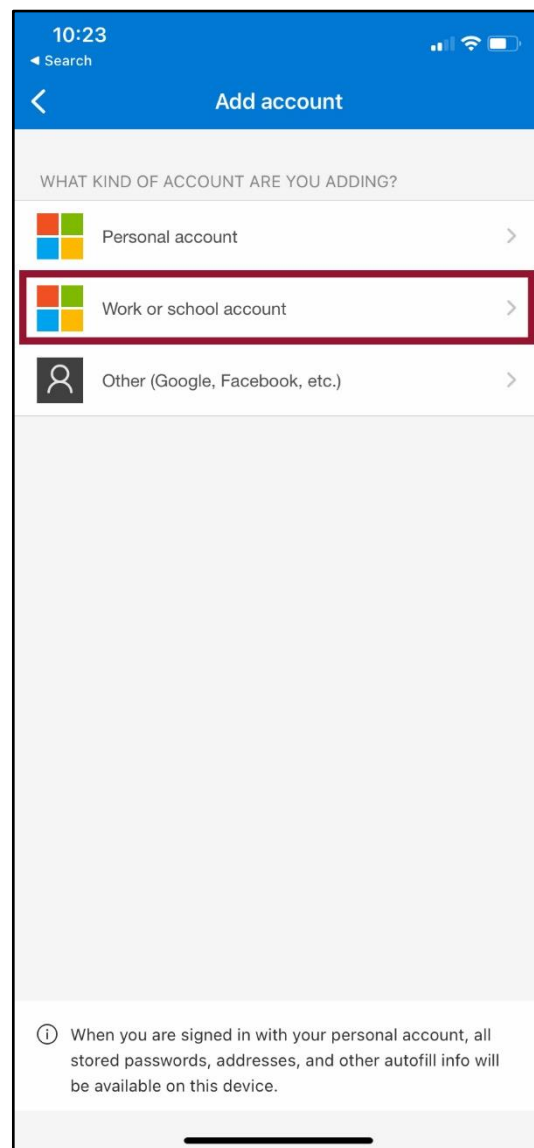 10:23
Search
Add account
WHAT KIND OF ACCOUNT ARE YOU ADDING?
Personal account
Work or school account
Other (Google, Facebook, etc.)
When you are signed in with your personal account, all
stored passwords, addresses, and other autofill info will
be available on this device.